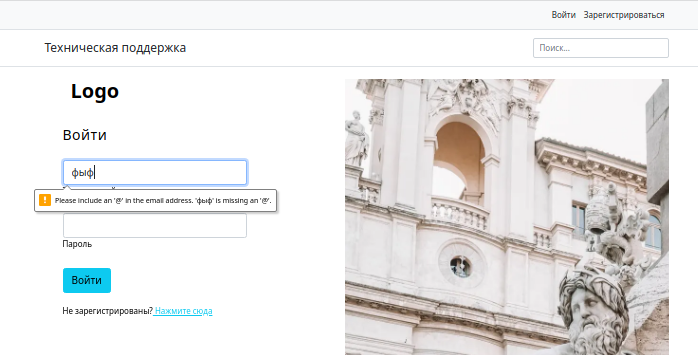 Войти Зарегистрироваться
Техническая поддержка
Поиск...
Logo
Войти
фыф
Please include an '@' in the email address. 'фыф' is missing an '@'.
Пароль
Войти
Не зарегистрированы? Нажмите сюда